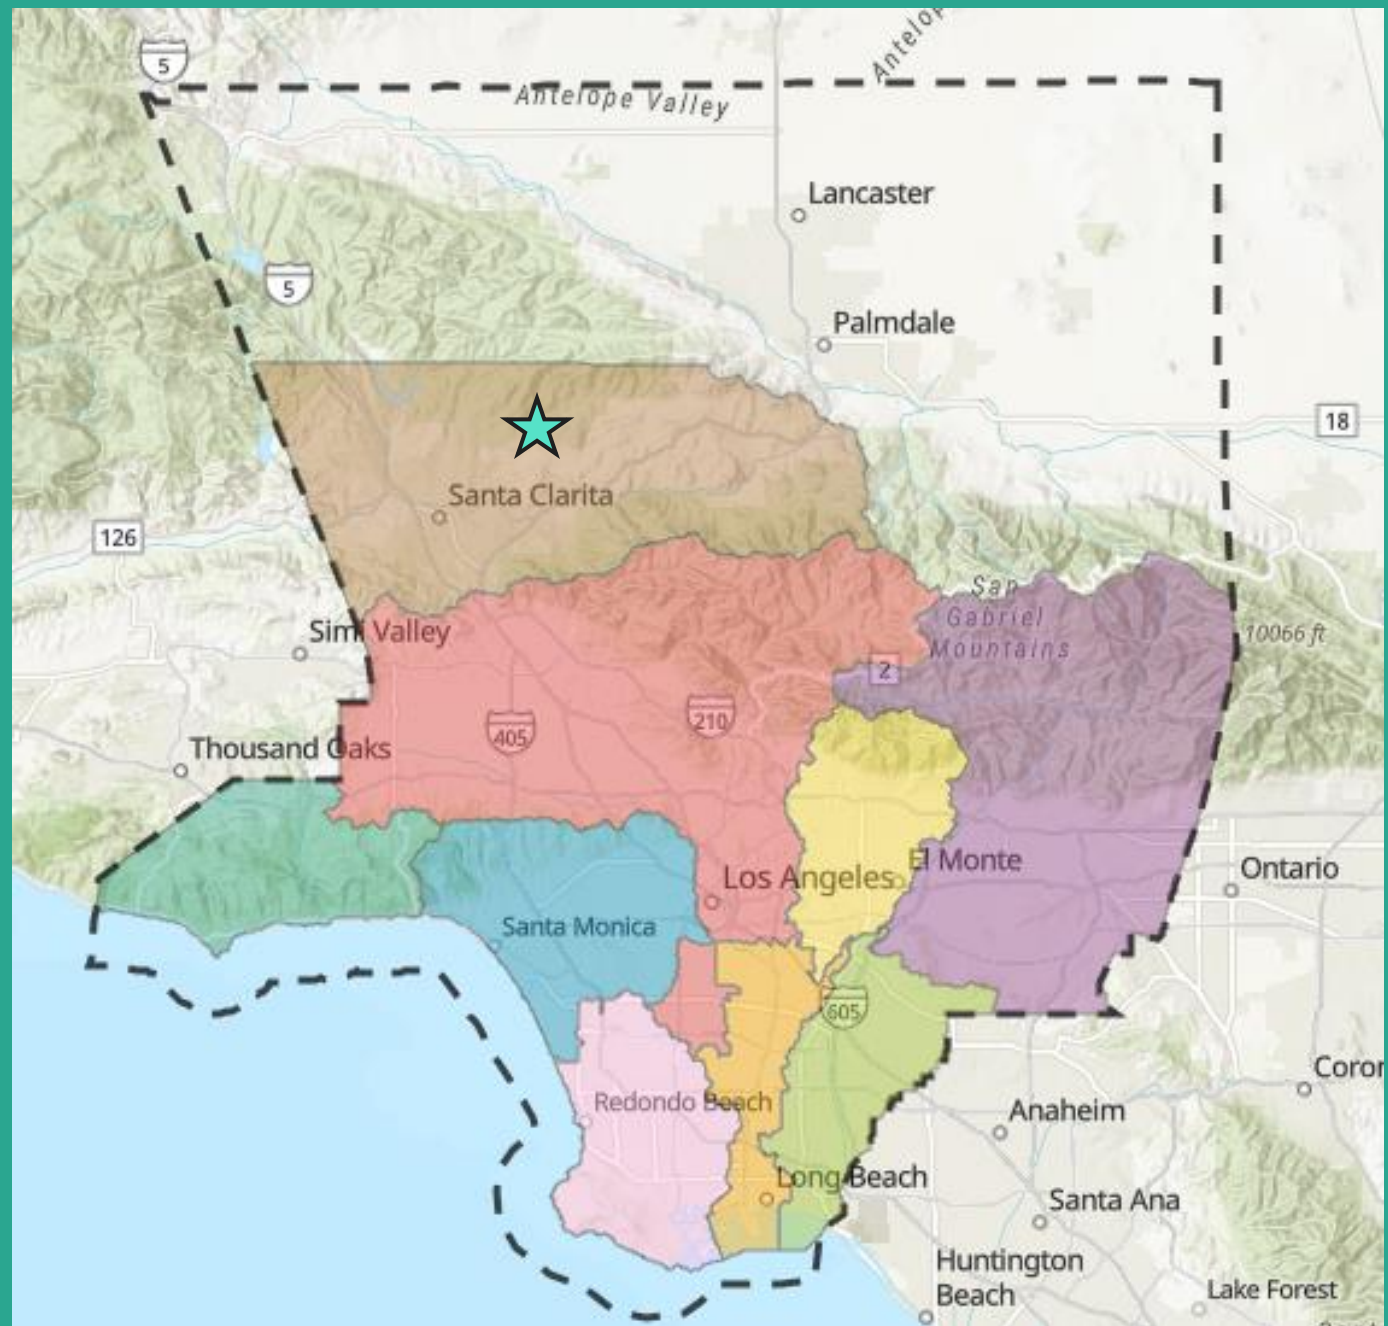 5
Antelop
Antelope Valley
Lancaster
5
Palmdale
18
Santa Clarita
126
San
Gabriel
Mountains
Simi Valley
10066 ft
2
210
405
Thousand Oaks
El Monte
Ontario
Los Angeles
Santa Monica
605
Coror
Redondo Beach
Anaheim
Long Beach
Santa Ana
Huntington
Beach
Lake Forest